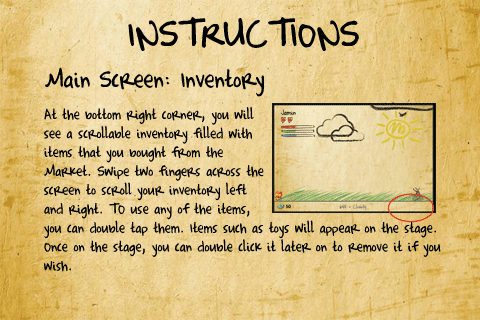 INSTRUCTIONS
Main Screen: Inventory
At the bottom right corner, you will
see a scrollable inventory filled with
items that you bought from the
Market. Swipe two fingers across the
screen to scroll your inventory left
and right. To use any of the items,
you can double tap them. Items such as toys will appear on the stage.
Once on the stage, you can double click it later on to remove it if you
wish.
50